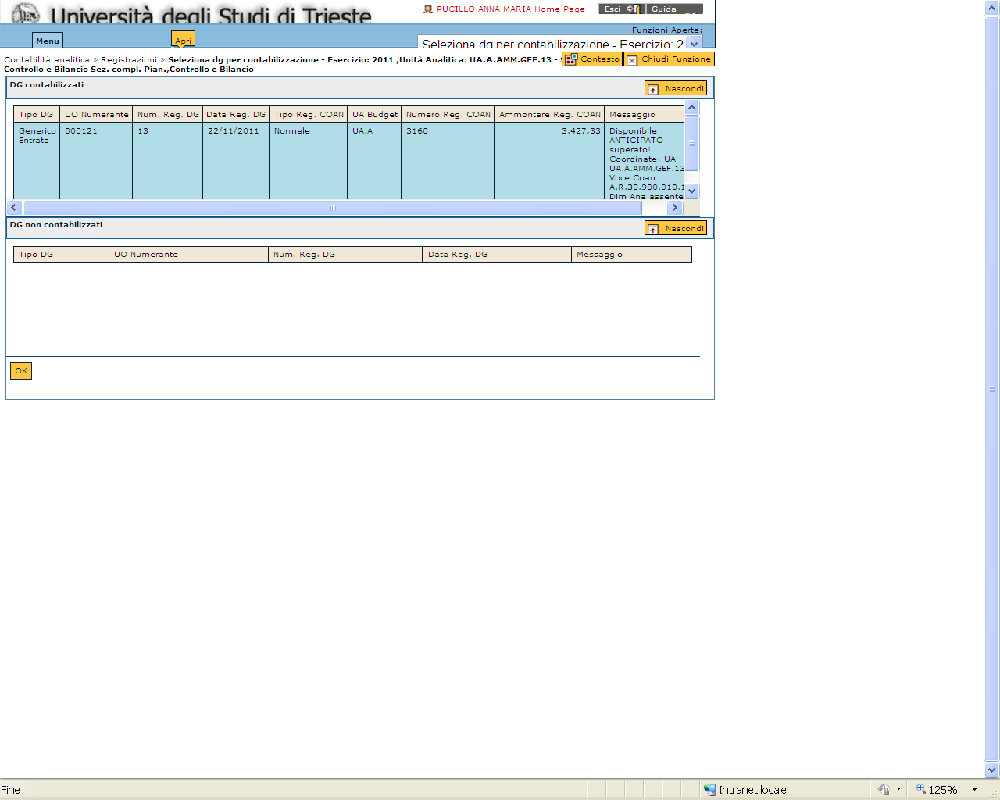 Università degli Studi di Trieste
PUCILLO ANNA MARIA Home Page
Esci
Guida
Funzioni Aperte:
Menu
Apri
Seleziona dg per contabilizzazione - Esercizio: 2
Contabilità analitica » Registrazioni » Seleziona dg per contabilizzazione - Esercizio: 2011 ,Unità Analitica: UA.A.AMM.GEF.13 -
Controllo e Bilancio Sez. compl. Pian.,Controllo e Bilancio
Contesto
Chiudi Funzione
DG contabilizzati
Nascondi
Tipo DG UO Numerante Num. Reg. DG Data Reg. DG Tipo Reg. COAN UA Budget Numero Reg. COAN Ammontare Reg. COAN Messaggio
Generico Entrata 000121 13 22/11/2011 Normale UA.A 3160 3.427,33 Disponibile
ANTICIPATO
superato!
Coordinate: UA
UA.A.AMM.GEF.13
Voce Coan
A.R.30.900.010.1
Dim Ana assente
DG non contabilizzati
Nascondi
Tipo DG UO Numerante Num. Reg. DG Data Reg. DG Messaggio
OK
Fine
Intranet locale
125%